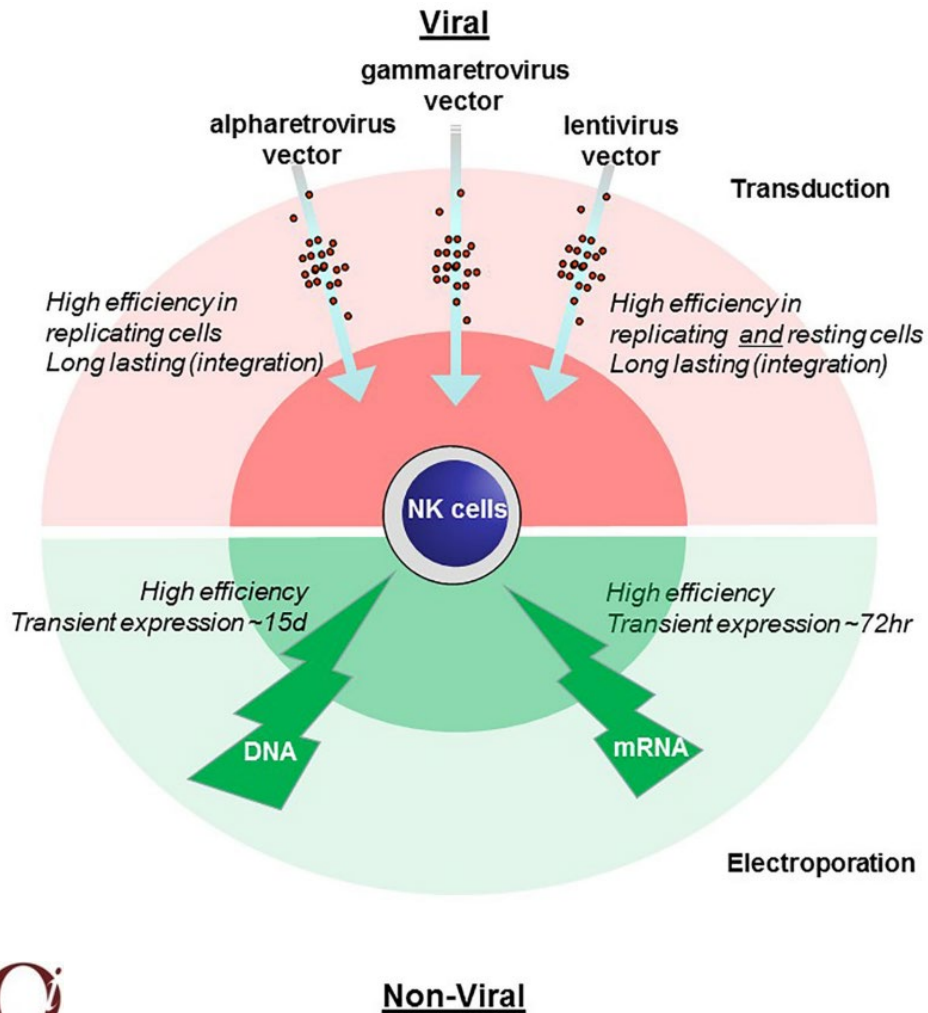 Viral
gammaretrovirus
vector
alpharetrovirus
vector
lentivirus
vector
Transduction
High efficiency in
replicating cells
Long lasting (integration)
High efficiency in
replicating and resting cells
Long lasting (integration)
NK cells
High efficiency
Transient expression ~15d
High efficiency
Transient expression ~72hr
DNA
mRNA
Electroporation
Non-Viral